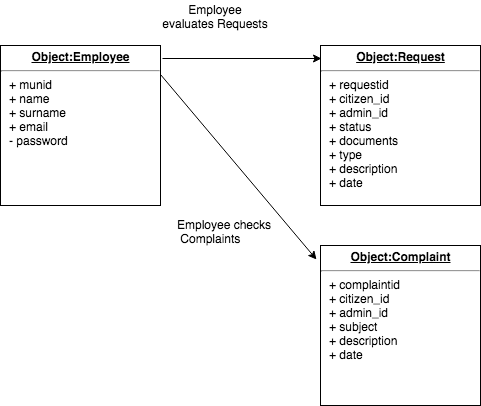 Employee
evaluates Requests
Object:Employee
+ munid
+ name
+ surname
+ email
- password
Object:Request
+ requestid
+ citizen_id
+ admin_id
+ status
+ documents
+ type
+ description
+ date
Employee checks
Complaints
Object:Complaint
+ complaintid
+ citizen_id
+ admin_id
+ subject
+ description
+ date